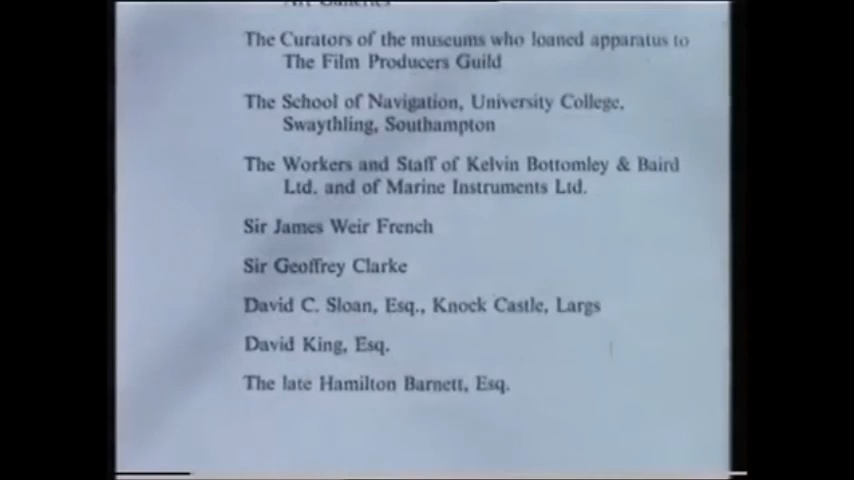 Art Galleries
The Curators of the museums who loaned apparatus to
The Film Producers Guild
The School of Navigation, University College,
Swaythling, Southampton
The Workers and Staff of Kelvin Bottomley & Baird
Ltd. and of Marine Instruments Ltd.
Sir James Weir French
Sir Geoffrey Clarke
David C. Sloan, Esq., Knock Castle, Largs
David King, Esq.
The late Hamilton Barnett, Esq.